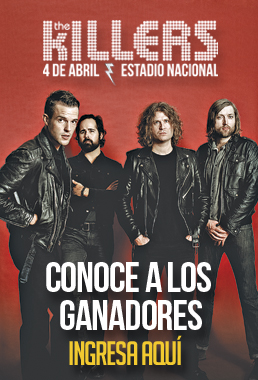 the
KILLERS
4 DE ABRIL ESTADIO NACIONAL
CONOCE A LOS
GANADORES
INGRESA AQUÍ